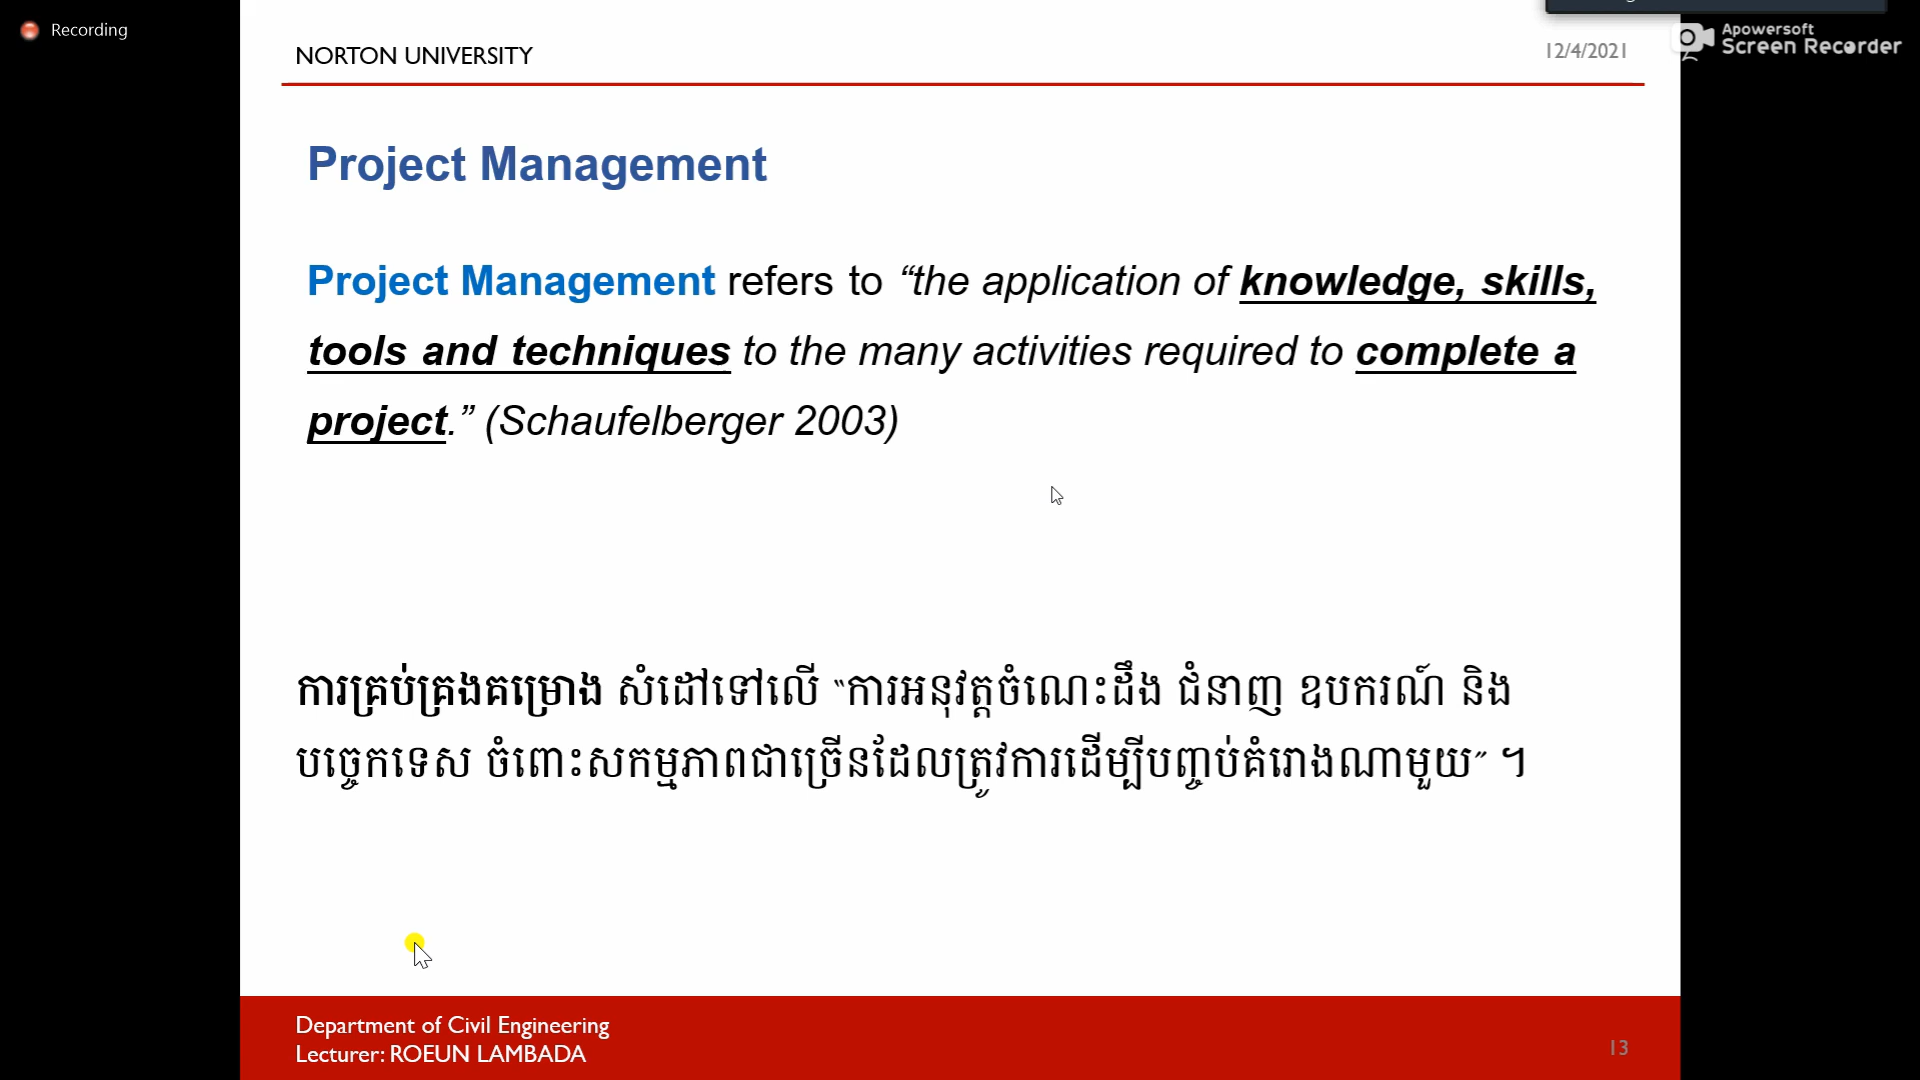 Recording
NORTON UNIVERSITY
12/4/2021
Apowersoft
Screen Recorder
Project Management
Project Management refers to “the application of knowledge, skills,
tools and techniques to the many activities required to complete a
project.” (Schaufelberger 2003)
ការគ្រប់គ្រងគម្រោង សំដៅទៅលើ “ការអនុវត្តចំណេះដឹង ជំនាញ ឧបករណ៍ និង
បច្ចេកទេស ចំពោះសកម្មភាពជាច្រើនដែលត្រូវការដើម្បីបញ្ចប់គំរោងណាមួយ” ។
Department of Civil Engineering
Lecturer: ROEUN LAMBADA
13